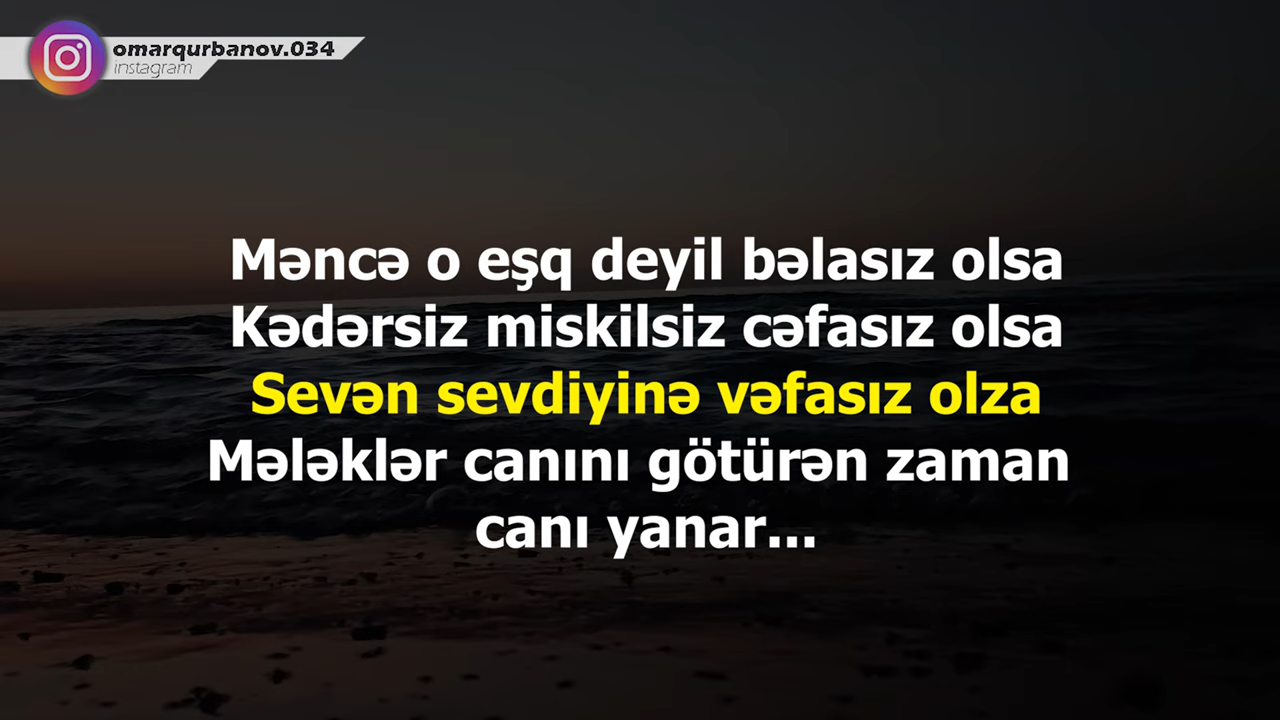 omarqurbanov.034
instagram
Məncə o eşq deyil bəlasız olsa
Kədərsiz miskilsiz cəfasız olsa
Sevən sevdiyinə vəfasız olza
Mələklər canını götürən zaman
canı yanar...